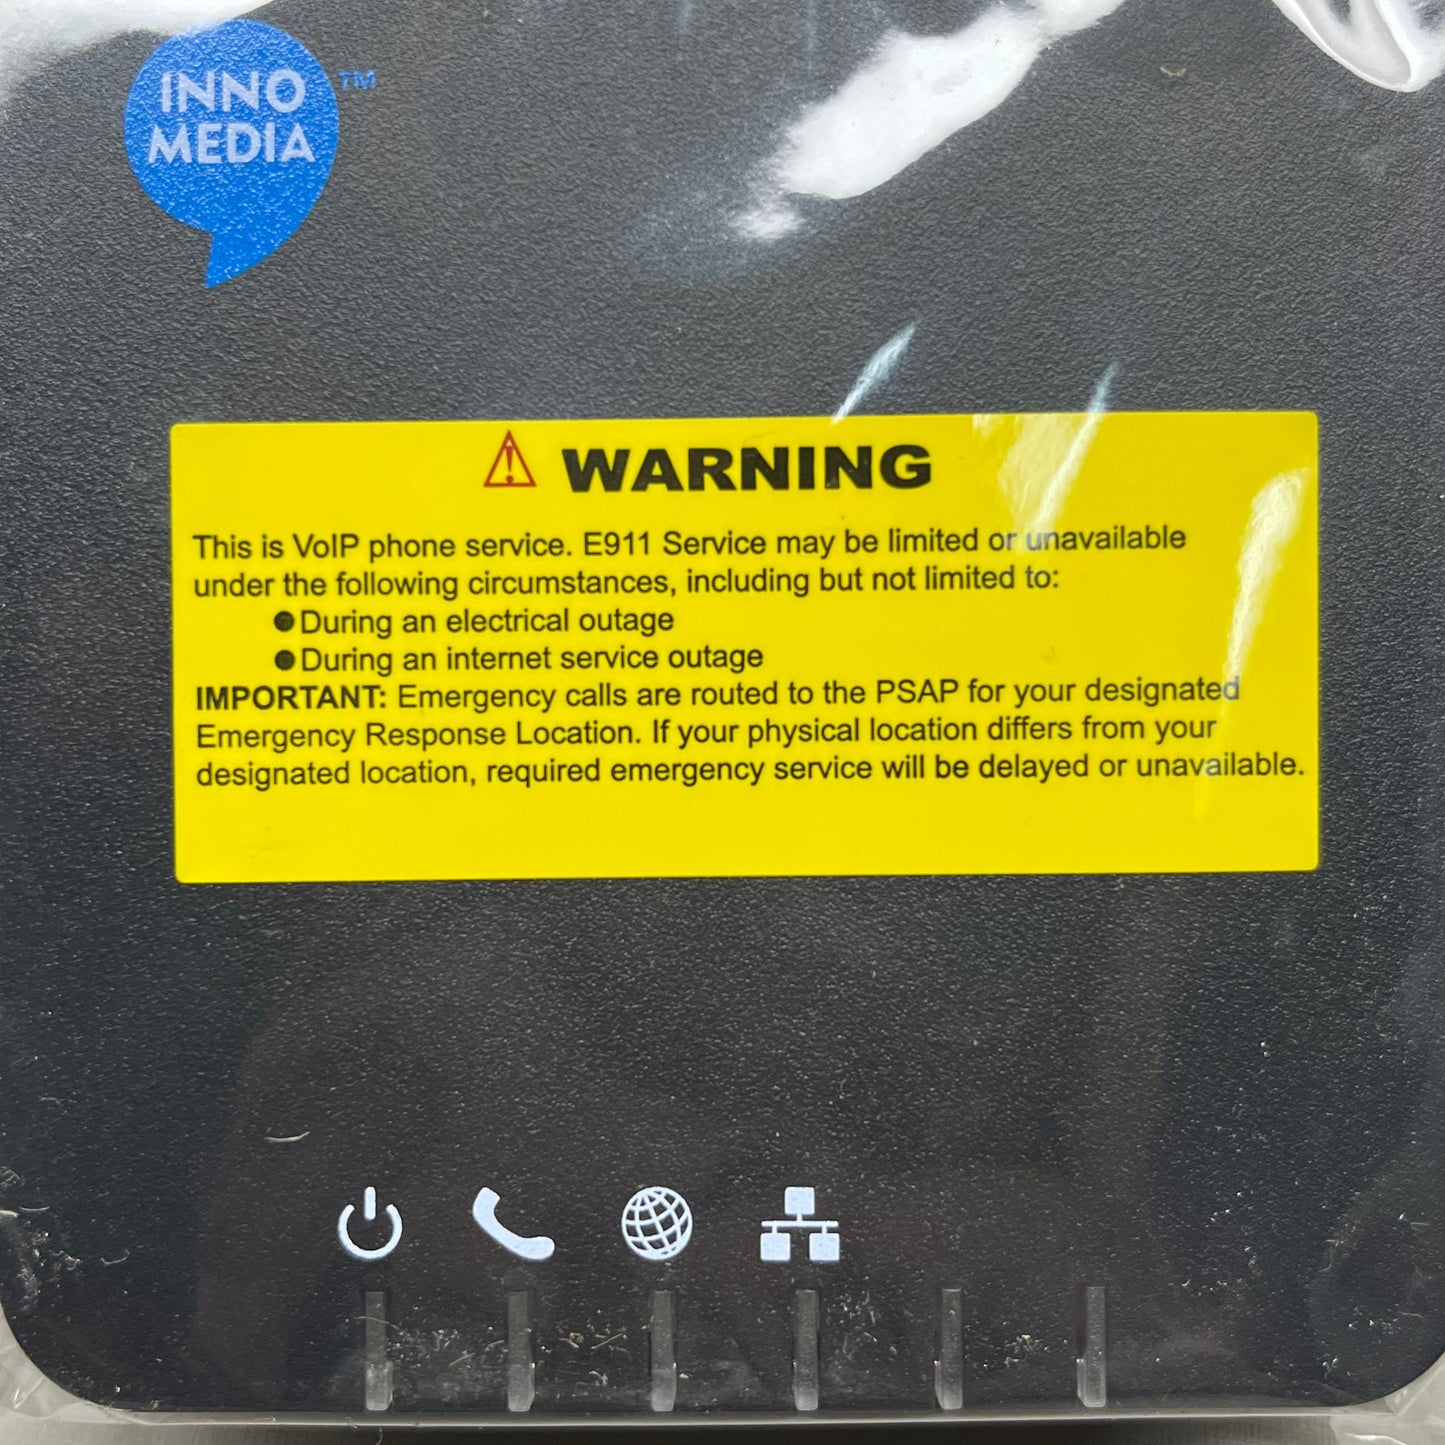 INNO
MEDIA
TM
WARNING
This is VoIP phone service. E911 Service may be limited or unavailable
under the following circumstances, including but not limited to:
●During an electrical outage
●During an internet service outage
IMPORTANT: Emergency calls are routed to the PSAP for your designated
Emergency Response Location. If your physical location differs from your
designated location, required emergency service will be delayed or unavailable.